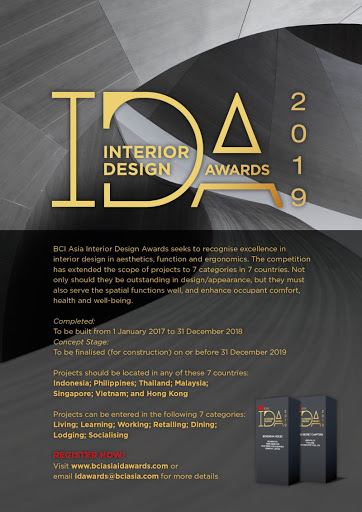 IDA
INTERIOR
DESIGN
AWARDS
2019
BCI Asia Interior Design Awards seeks to recognise excellence in
interior design in aesthetics, function and ergonomics. The competition
has extended the scope of projects to 7 categories in 7 countries. Not
only should they be outstanding in design/appearance, but they must
also serve the spatial functions well, and enhance occupant comfort,
health and well-being.
Completed:
To be built from 1 January 2017 to 31 December 2018
Concept Stage:
To be finalised (for construction) on or before 31 December 2019
Projects should be located in any of these 7 countries:
Indonesia; Philippines; Thailand; Malaysia;
Singapore; Vietnam; and Hong Kong
Projects can be entered in the following 7 categories:
Living; Learning; Working; Retailing; Dining;
Lodging; Socialising
REGISTER NOW:
Visit www.bciasiaidawards.com or
email idawards@bciasia.com for more details
IDA
IDA